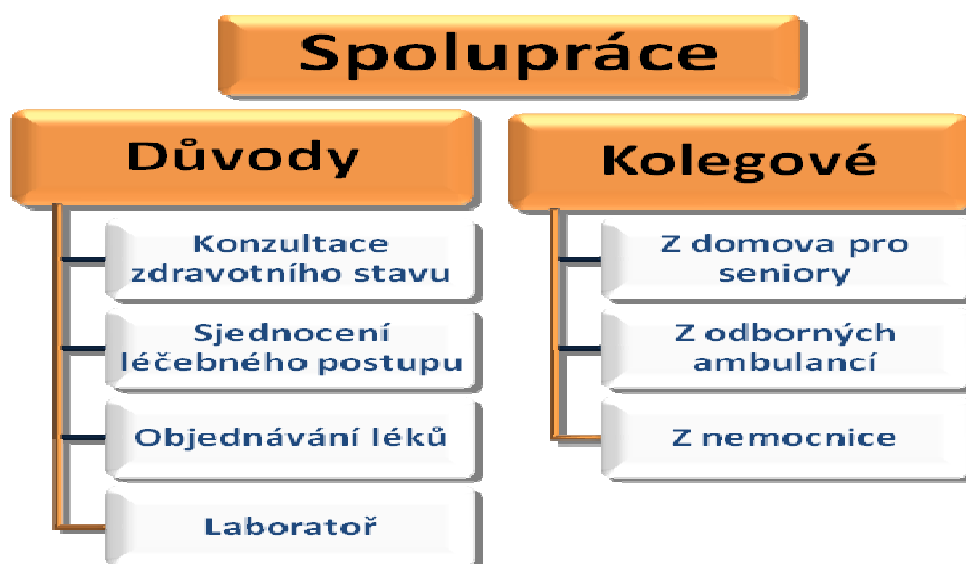 Spolupráce
Důvody
Konzultace
zdravotního stavu
Sjednocení
léčebného postupu
Objednávání léků
Laboratoř
Kolegové
Z domova pro
seniory
Z odborných
ambulancí
Z nemocnice